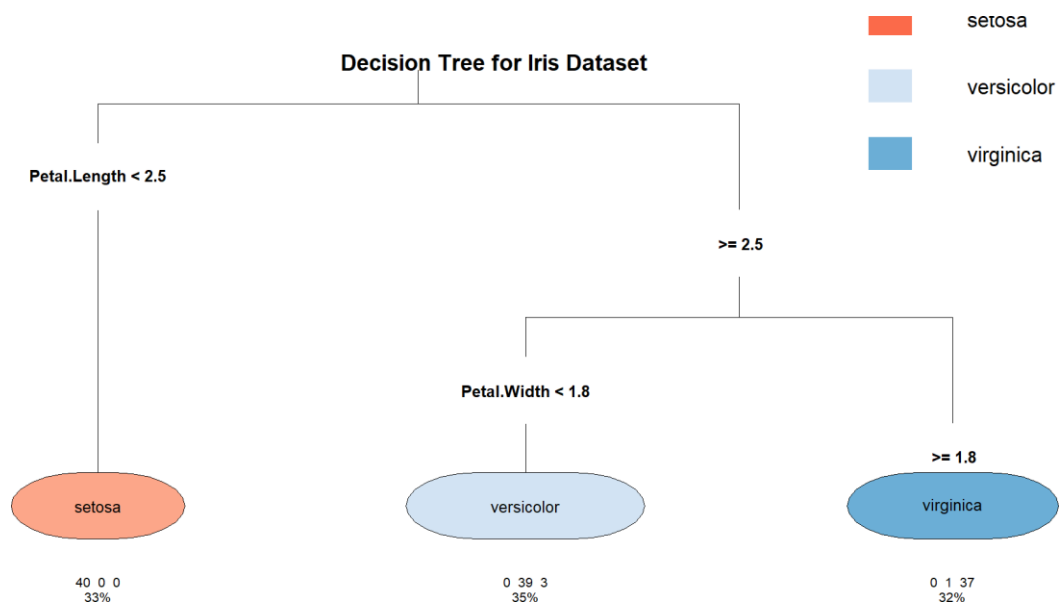 setosa
Decision Tree for Iris Dataset
versicolor
virginica
Petal.Length < 2.5
>= 2.5
Petal.Width < 1.8
>= 1.8
setosa
versicolor
virginica
40 0 0
33%
0 39 3
35%
0 1 37
32%